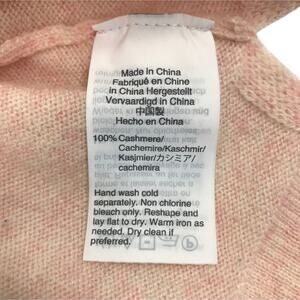 Made in China
Fabriqué en Chine
in China Hergestellt
Vervaardigd in China
中国製
Hecho en China
100% Cashmere/
Cachemire/Kaschmir/
Kasjmier/カシミア/
cachemira
Hand wash cold
separately. Non chlorine
bleach only. Reshape and
lay flat to dry. Warm iron as
needed. Dry clean if
preferred.